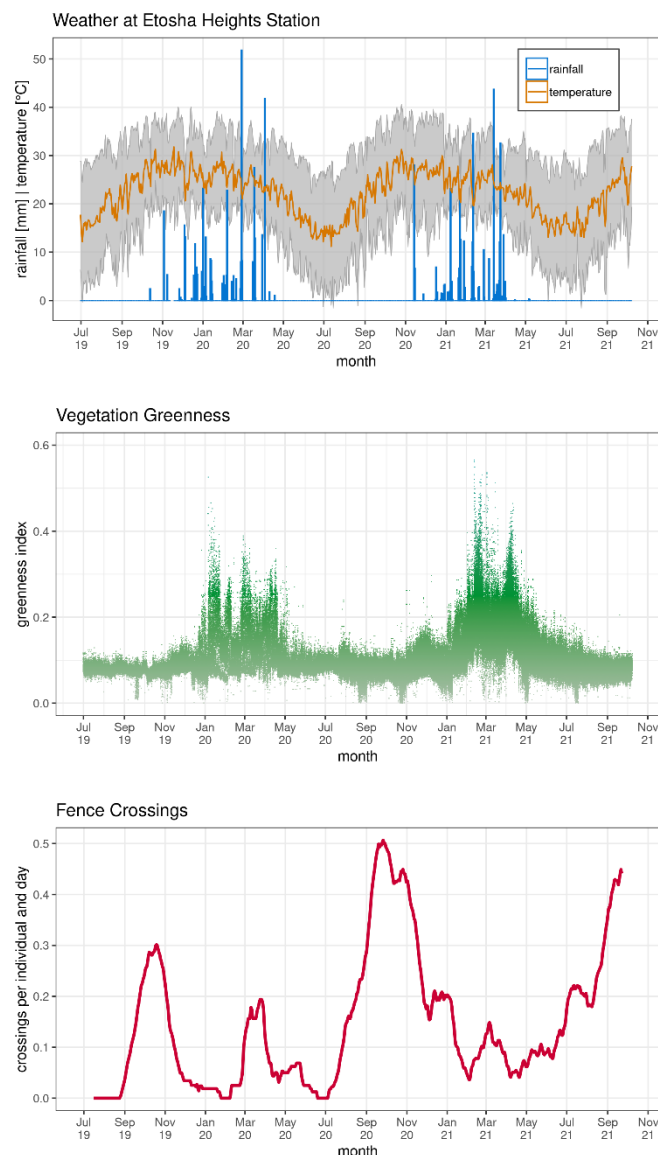 Weather at Etosha Heights Station
rainfall [mm] | temperature [°C]
50
40
30
20
10
0
rainfall
temperature
Jul Sep Nov Jan Mar May Jul Sep Nov Jan Mar May Jul Sep Nov
19 19 19 20 20 20 20 20 20 21 21 21 21 21 21
month
Vegetation Greenness
greenness index
0.6
0.4
0.2
0.0
Jul Sep Nov Jan Mar May Jul Sep Nov Jan Mar May Jul Sep Nov
19 19 19 20 20 20 20 20 20 21 21 21 21 21 21
month
Fence Crossings
crossings per individual and day
0.5
0.4
0.3
0.2
0.1
0.0
Jul Sep Nov Jan Mar May Jul Sep Nov Jan Mar May Jul Sep Nov
19 19 19 20 20 20 20 20 20 21 21 21 21 21 21
month